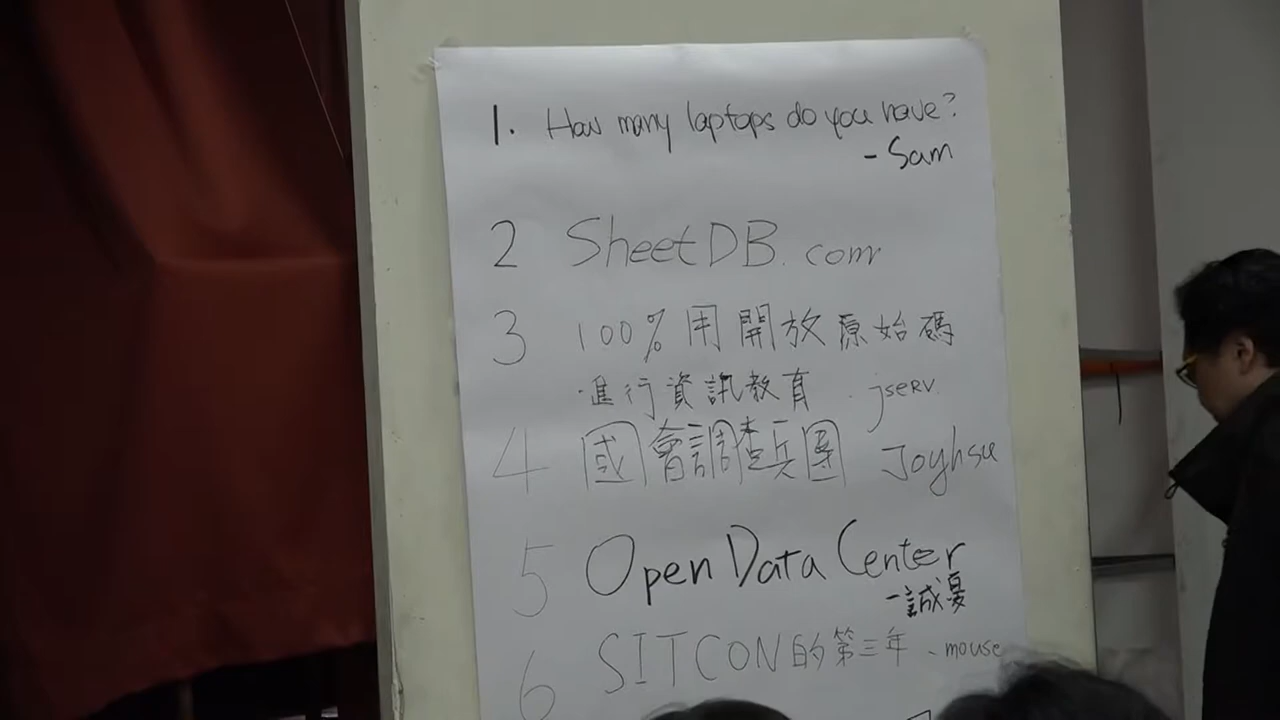 1. How many laptops do you have?
- Sam
2 SheetDB.com
3 100% 用開放原始碼
進行資訊教育 . jserv.
4 國會調查兵團 Joyhsu
5 Open Data Center
-誠憂
6 SITCON的第三年 、mouse